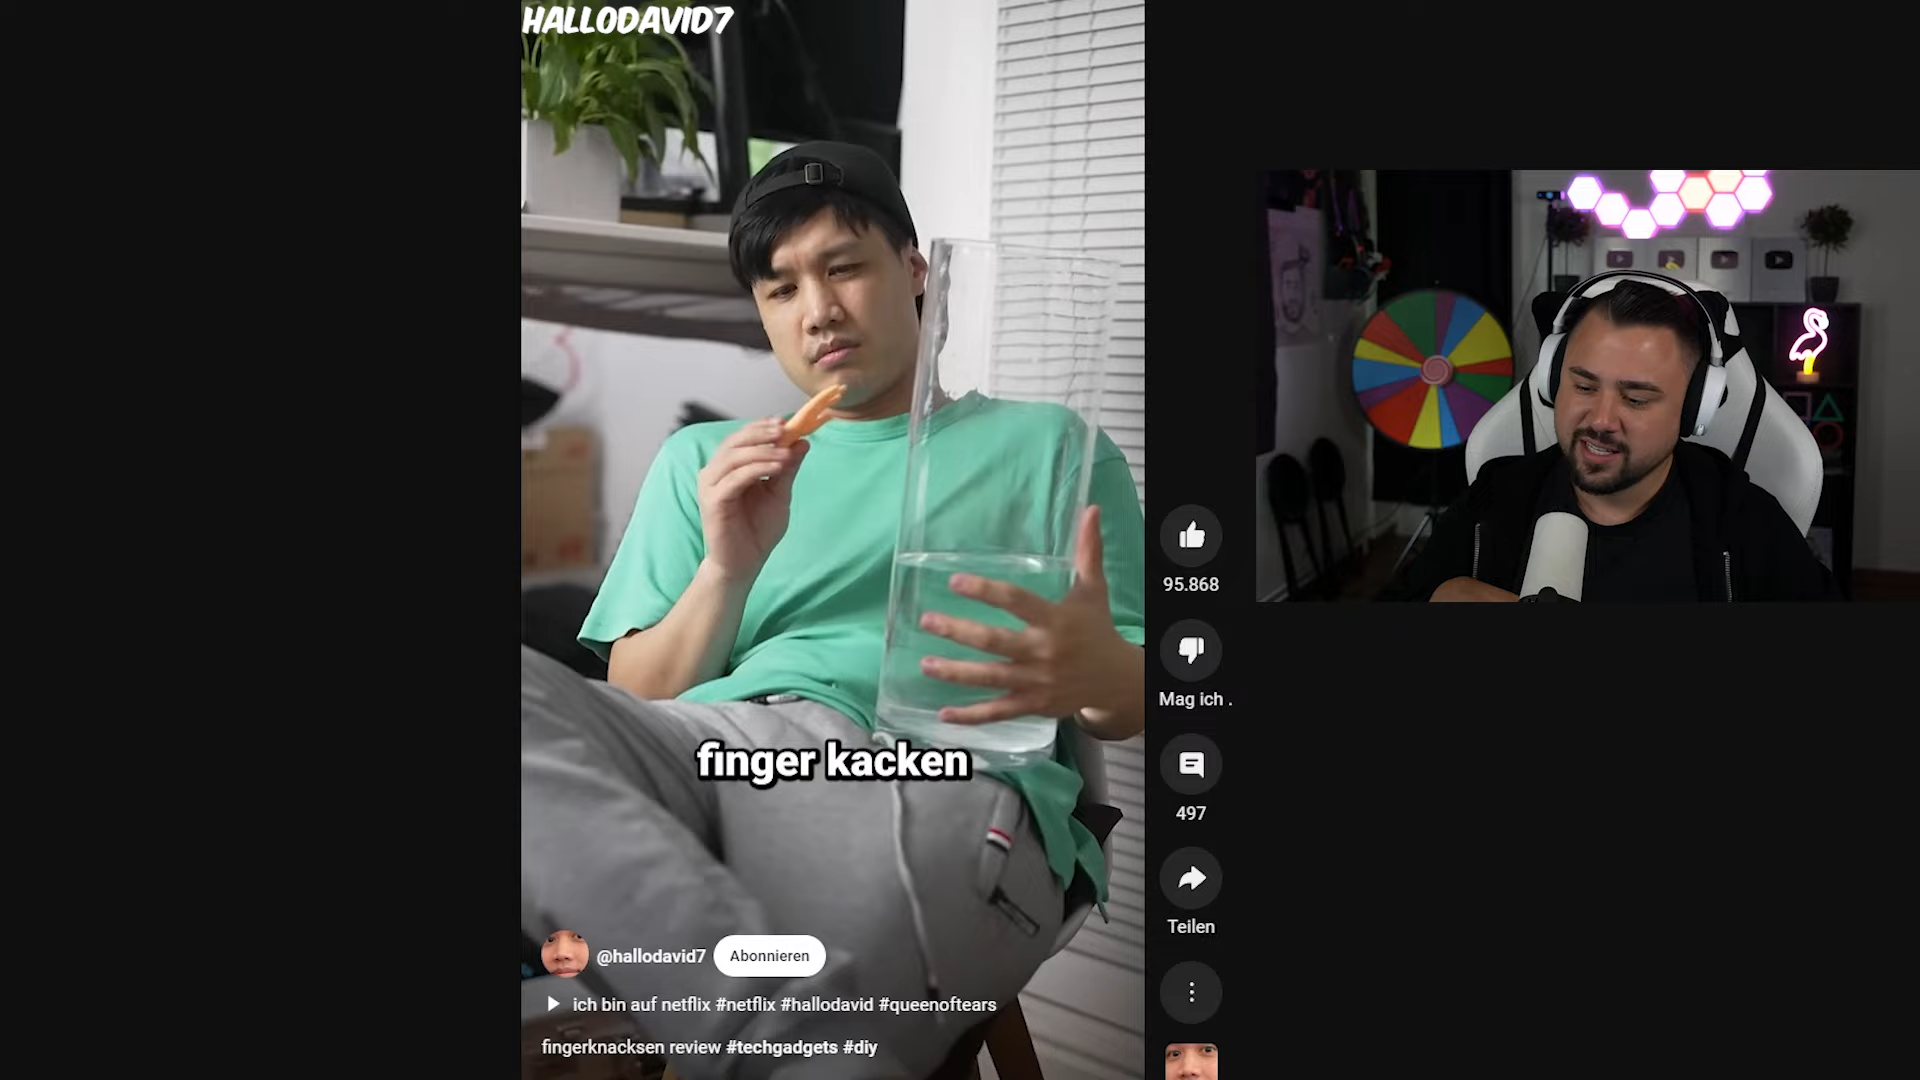 HALLODAVID7
finger kacken
95.868
Mag ich .
497
Teilen
@hallodavid7 Abonnieren
ich bin auf netflix #netflix #hallodavid #queenoftears
fingerknacksen review #techgadgets #diy